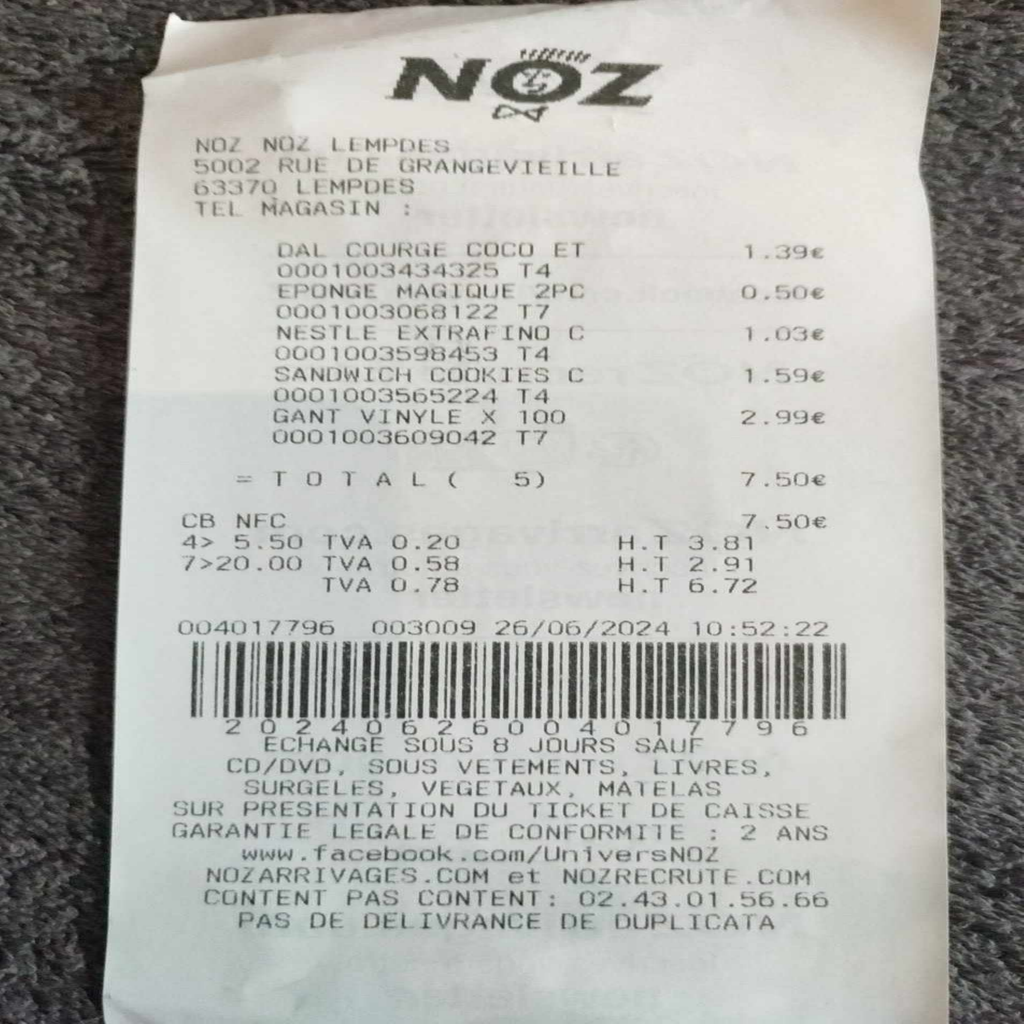 NOZ
NOZ NOZ LEMPDES
5002 RUE DE GRANGEVIEILLE
63370 LEMPDES
TEL MAGASIN :
DAL COURGE COCO ET 1.39€
0001003434325 T4
EPONGE MAGIQUE 2PC 0.50€
0001003068122 T7
NESTLE EXTRAFINO C 1.03€
0001003598453 T4
SANDWICH COOKIES C 1.59€
0001003565224 T4
GANT VINYLE X 100 2.99€
0001003609042 T7
= T O T A L ( 5) 7.50€
CB NFC 7.50€
4> 5.50 TVA 0.20 H.T 3.81
7>20.00 TVA 0.58 H.T 2.91
TVA 0.78 H.T 6.72
004017796 003009 26/06/2024 10:52:22
20240626004017796
ECHANGE SOUS 8 JOURS SAUF
CD/DVD, SOUS VETEMENTS, LIVRES,
SURGELES, VEGETAUX, MATELAS
SUR PRESENTATION DU TICKET DE CAISSE
GARANTIE LEGALE DE CONFORMITE : 2 ANS
www.facebook.com/UniversNOZ
NOZARRIVAGES.COM et NOZRECRUTE.COM
CONTENT PAS CONTENT: 02.43.01.56.66
PAS DE DELIVRANCE DE DUPLICATA